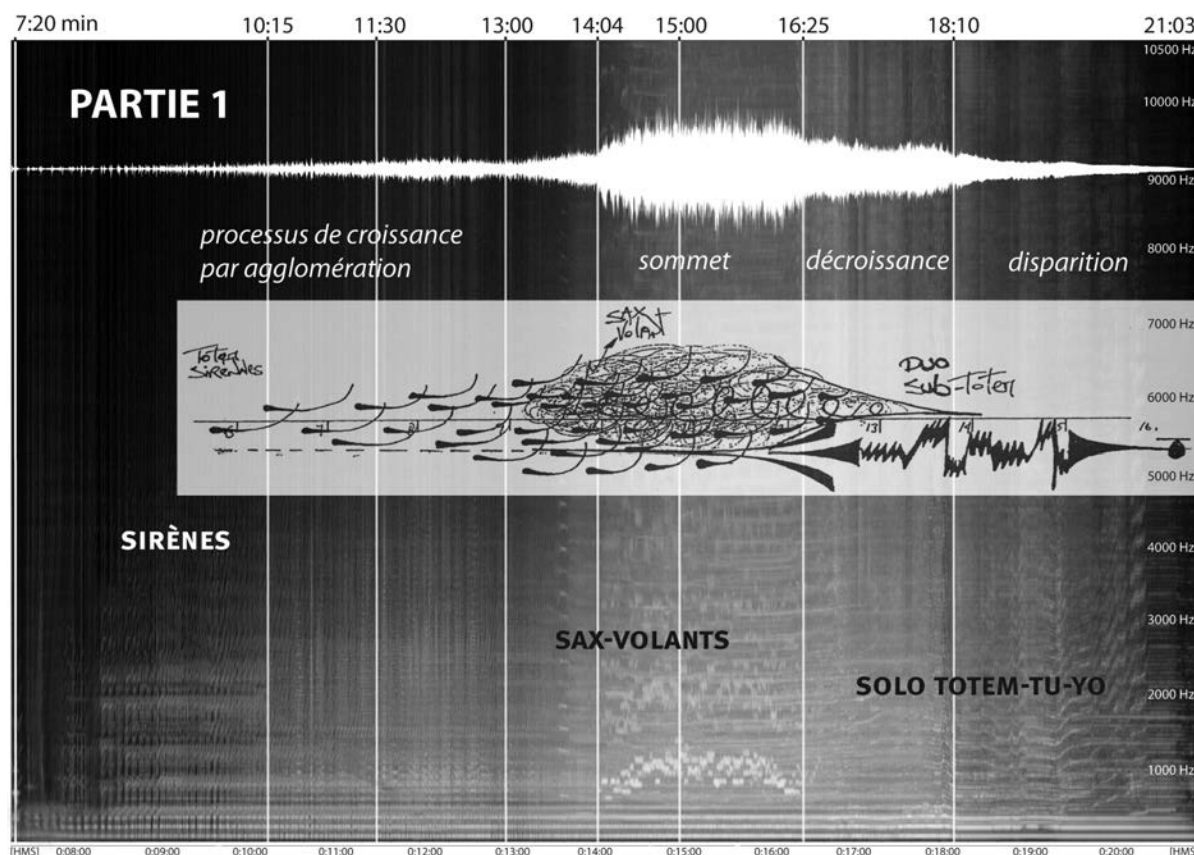 7:20 min 10:15 11:30 13:00 14:04 15:00 16:25 18:10 21:03
10500 Hz
PARTIE 1
10000 Hz
9000 Hz
processus de croissance
par agglomération
sommet
décroissance
disparition
8000 Hz
7000 Hz
SAX
VOLANT
DUO
SUB-TÓTEM
6000 Hz
13 14 15 16.
5000 Hz
SIRÈNES
4000 Hz
3000 Hz
SAX-VOLANTS
SOLO TOTEM-TU-YO
2000 Hz
1000 Hz
[HMS] 0:08:00 0:09:00 0:10:00 0:11:00 0:12:00 0:13:00 0:14:00 0:15:00 0:16:00 0:17:00 0:18:00 0:19:00 0:20:00 [HMS